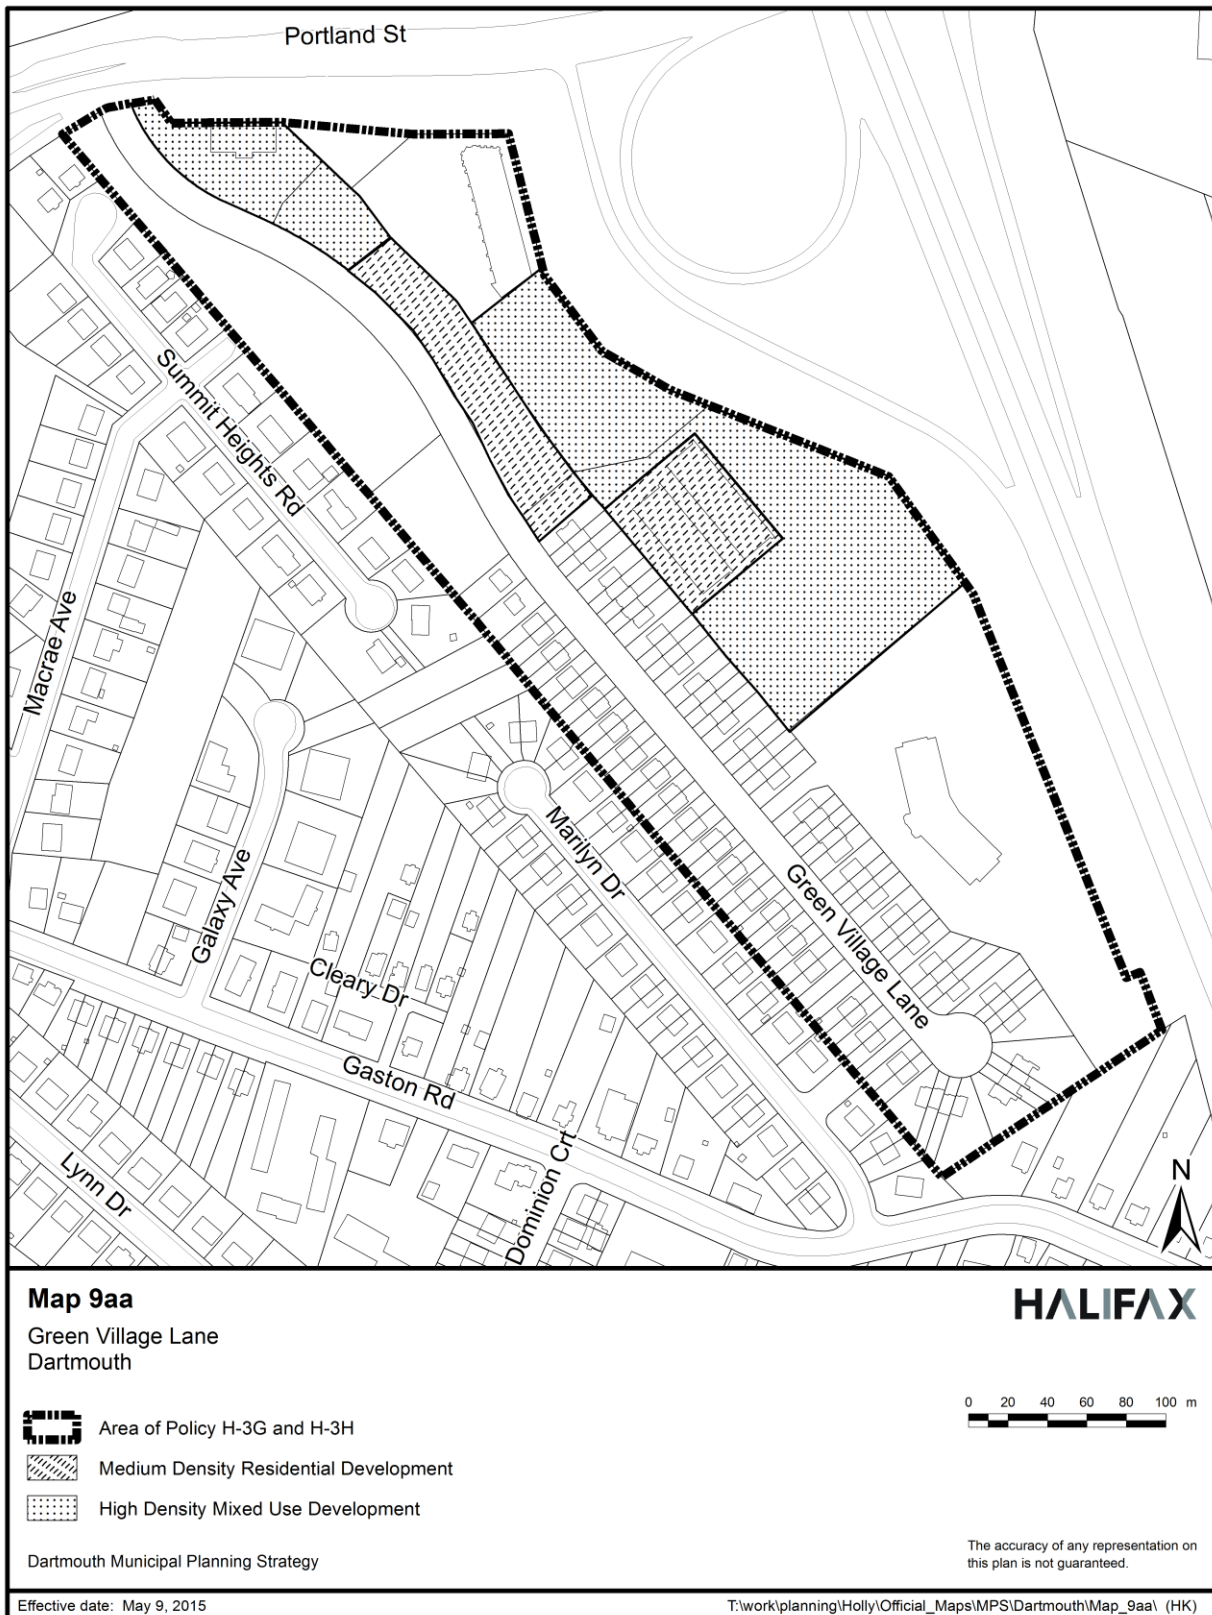 Portland St
Summit Heights Rd
Macrae Ave
Galaxy Ave
Cleary Dr
Marilyn Dr
Green Village Lane
Gaston Rd
Lynn Dr
Dominion Crt
N
Map 9aa
Green Village Lane
Dartmouth
HALIFAX
Area of Policy H-3G and H-3H
Medium Density Residential Development
High Density Mixed Use Development
0 20 40 60 80 100 m
Dartmouth Municipal Planning Strategy
The accuracy of any representation on
this plan is not guaranteed.
Effective date: May 9, 2015
T:\work\planning\Holly\Official_Maps\MPS\Dartmouth\Map_9aa\ (HK)